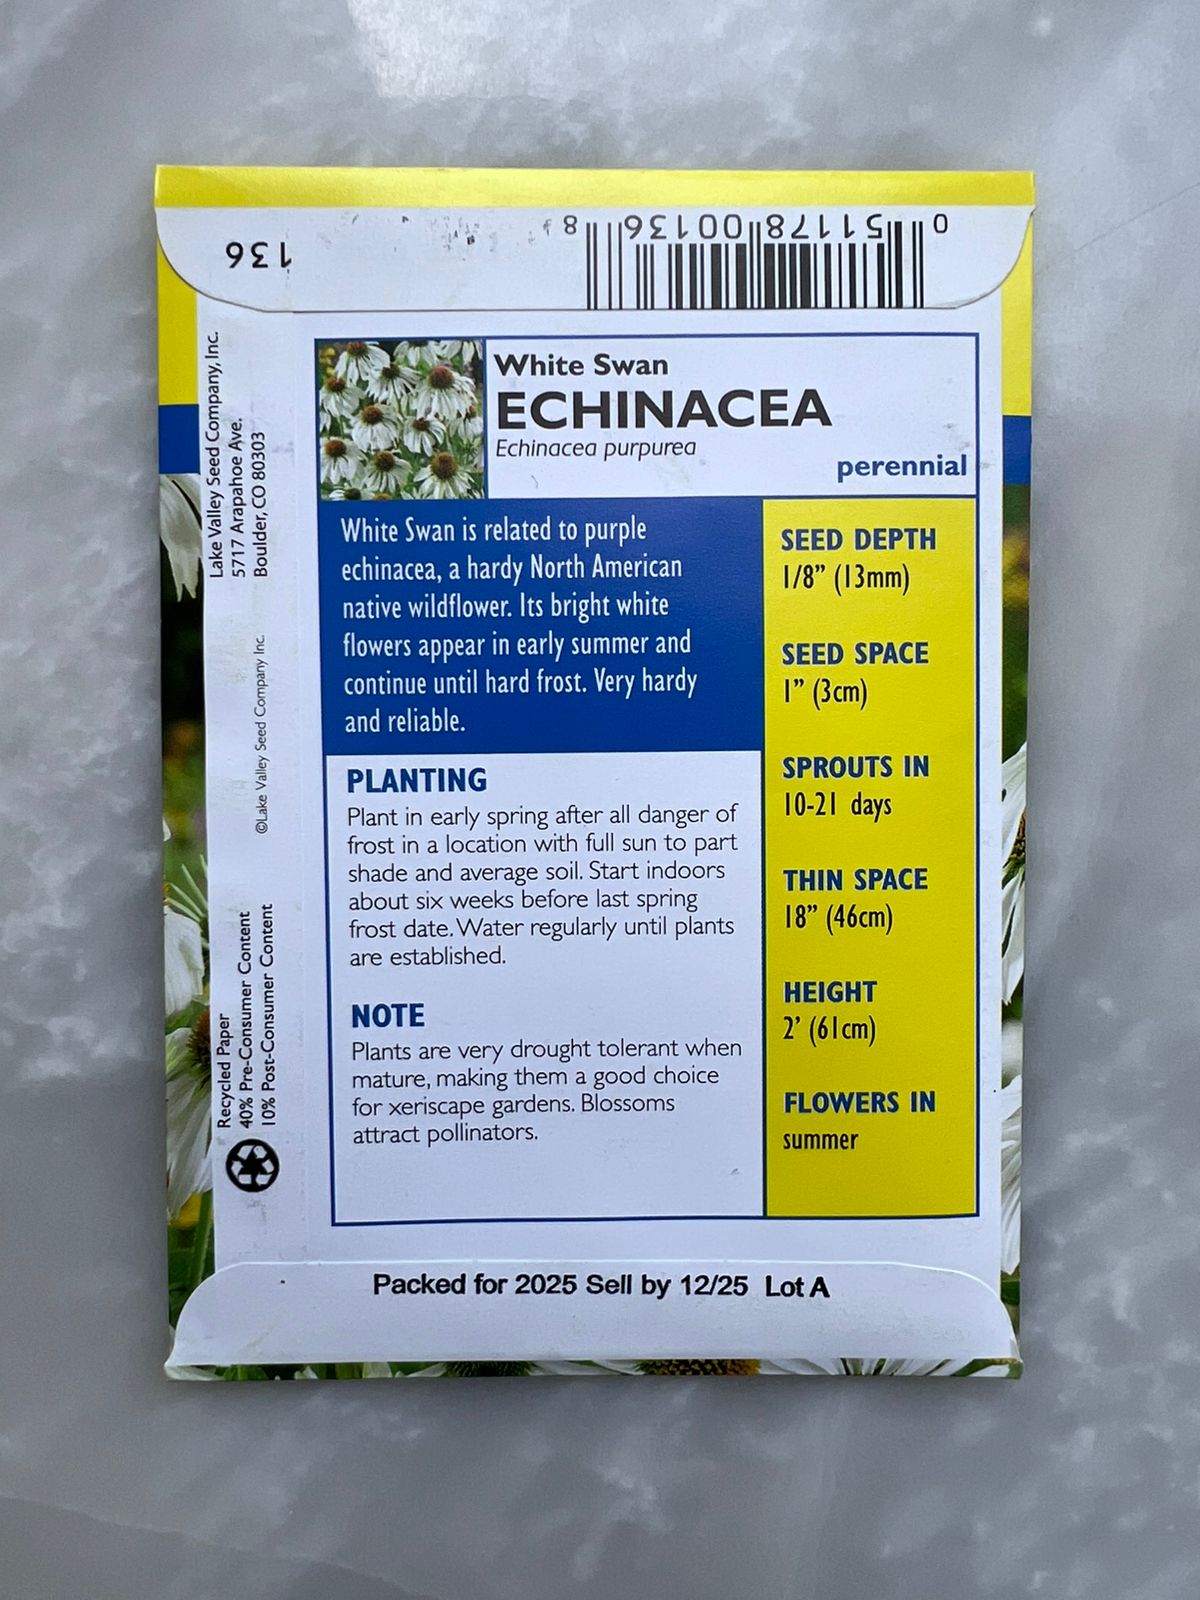 136
0 51178 00136 8
White Swan
ECHINACEA
Echinacea purpurea
perennial
White Swan is related to purple
echinacea, a hardy North American
native wildflower. Its bright white
flowers appear in early summer and
continue until hard frost. Very hardy
and reliable.
PLANTING
Plant in early spring after all danger of
frost in a location with full sun to part
shade and average soil. Start indoors
about six weeks before last spring
frost date. Water regularly until plants
are established.
NOTE
Plants are very drought tolerant when
mature, making them a good choice
for xeriscape gardens. Blossoms
attract pollinators.
SEED DEPTH
1/8” (13mm)
SEED SPACE
1” (3cm)
SPROUTS IN
10-21 days
THIN SPACE
18” (46cm)
HEIGHT
2’ (61cm)
FLOWERS IN
summer
Lake Valley Seed Company, Inc.
5717 Arapahoe Ave.
Boulder, CO 80303
©Lake Valley Seed Company Inc.
Recycled Paper
40% Pre-Consumer Content
10% Post-Consumer Content
Packed for 2025 Sell by 12/25 Lot A